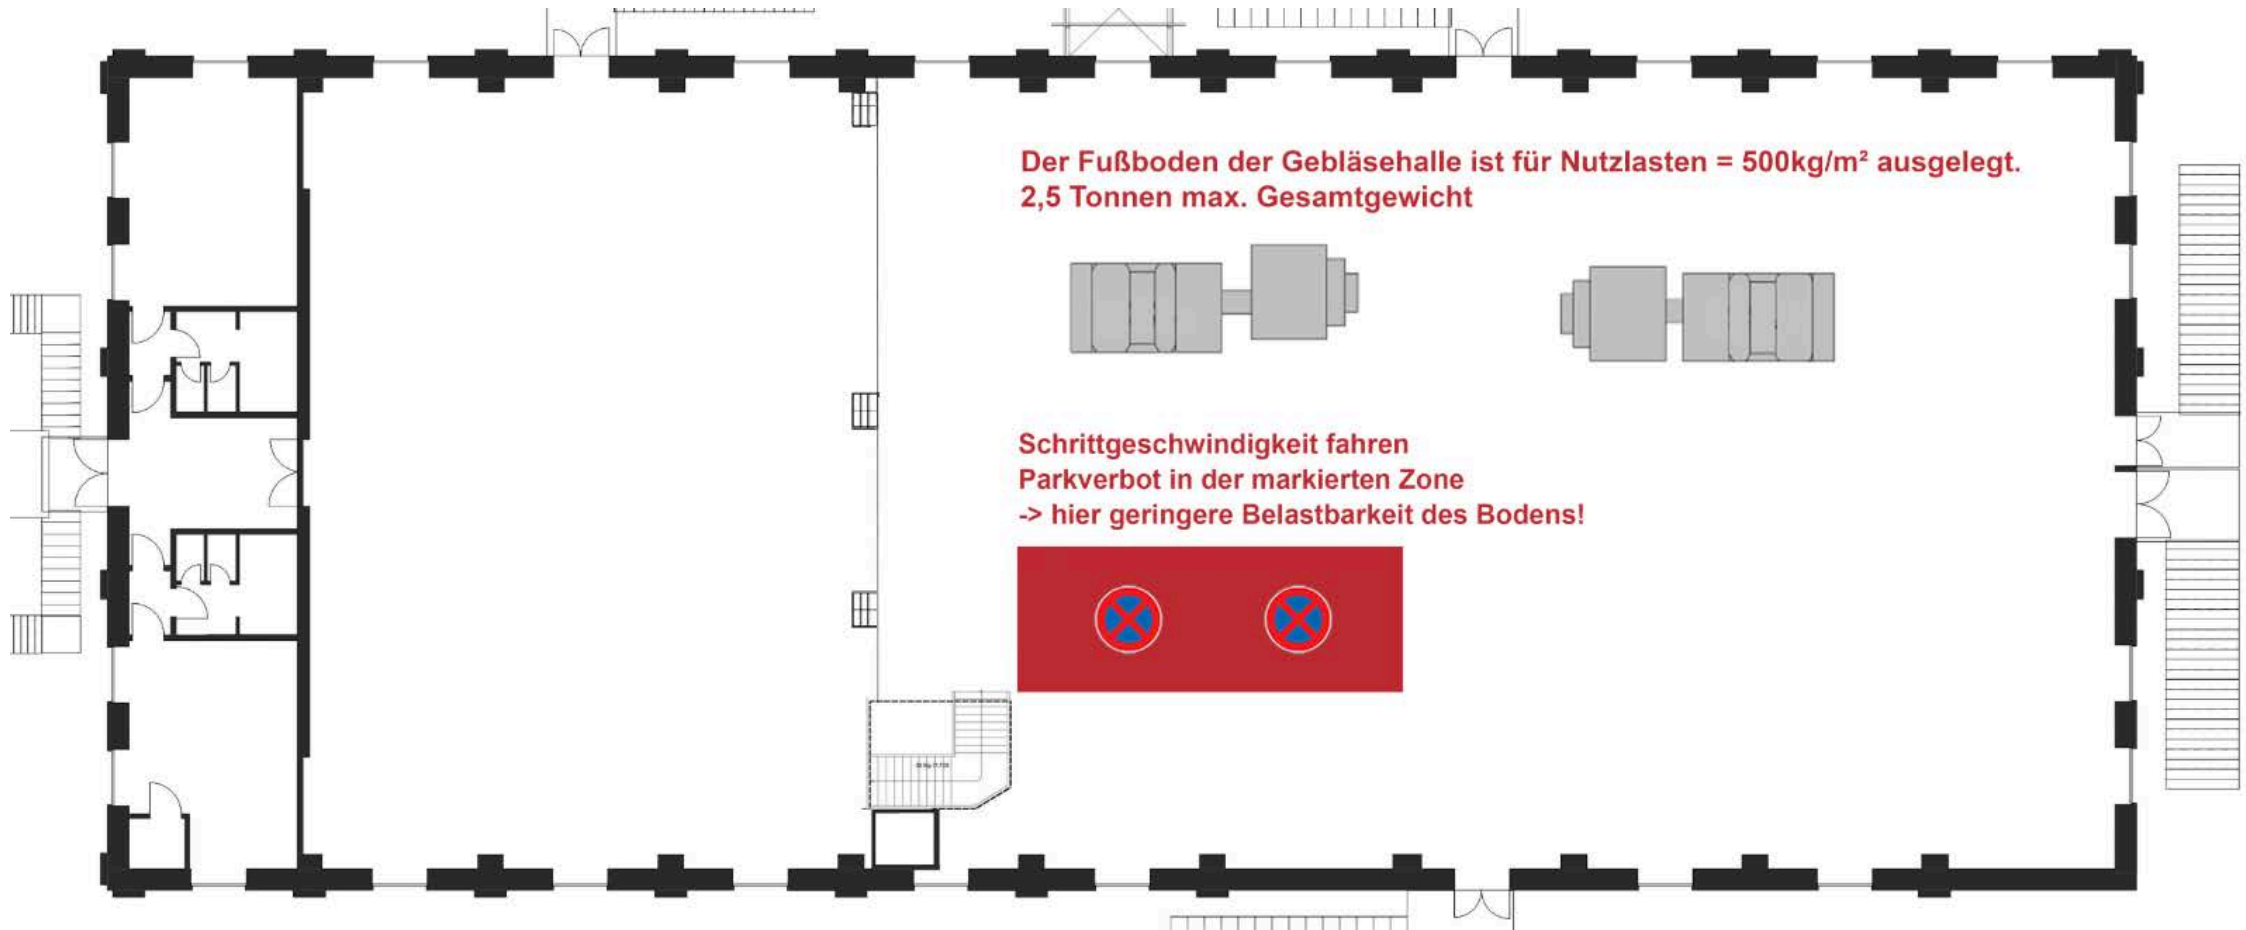 Der Fußboden der Gebläsehalle ist für Nutzlasten = 500kg/m² ausgelegt.
2,5 Tonnen max. Gesamtgewicht
Schrittgeschwindigkeit fahren
Parkverbot in der markierten Zone
-> hier geringere Belastbarkeit des Bodens!